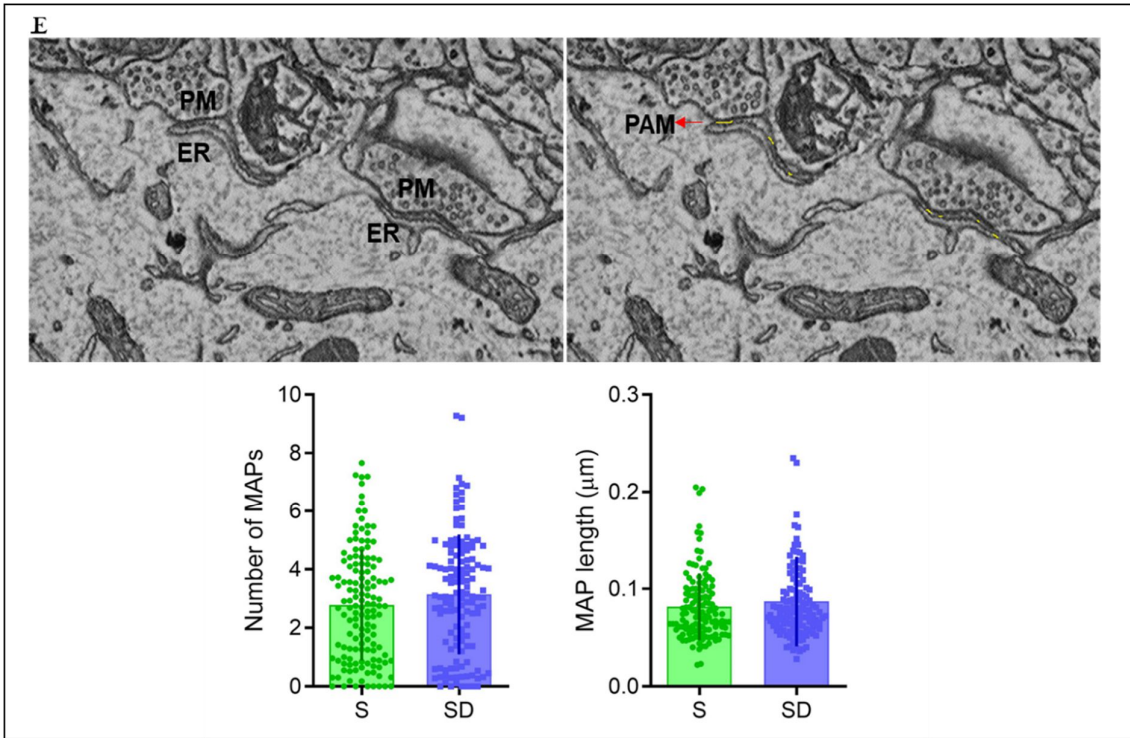 E
PM
ER
PM
ER
PAM
10
8
6
4
2
0
Number of MAPs
S
SD
0.3
0.2
0.1
0.0
MAP length (μm)
S
SD